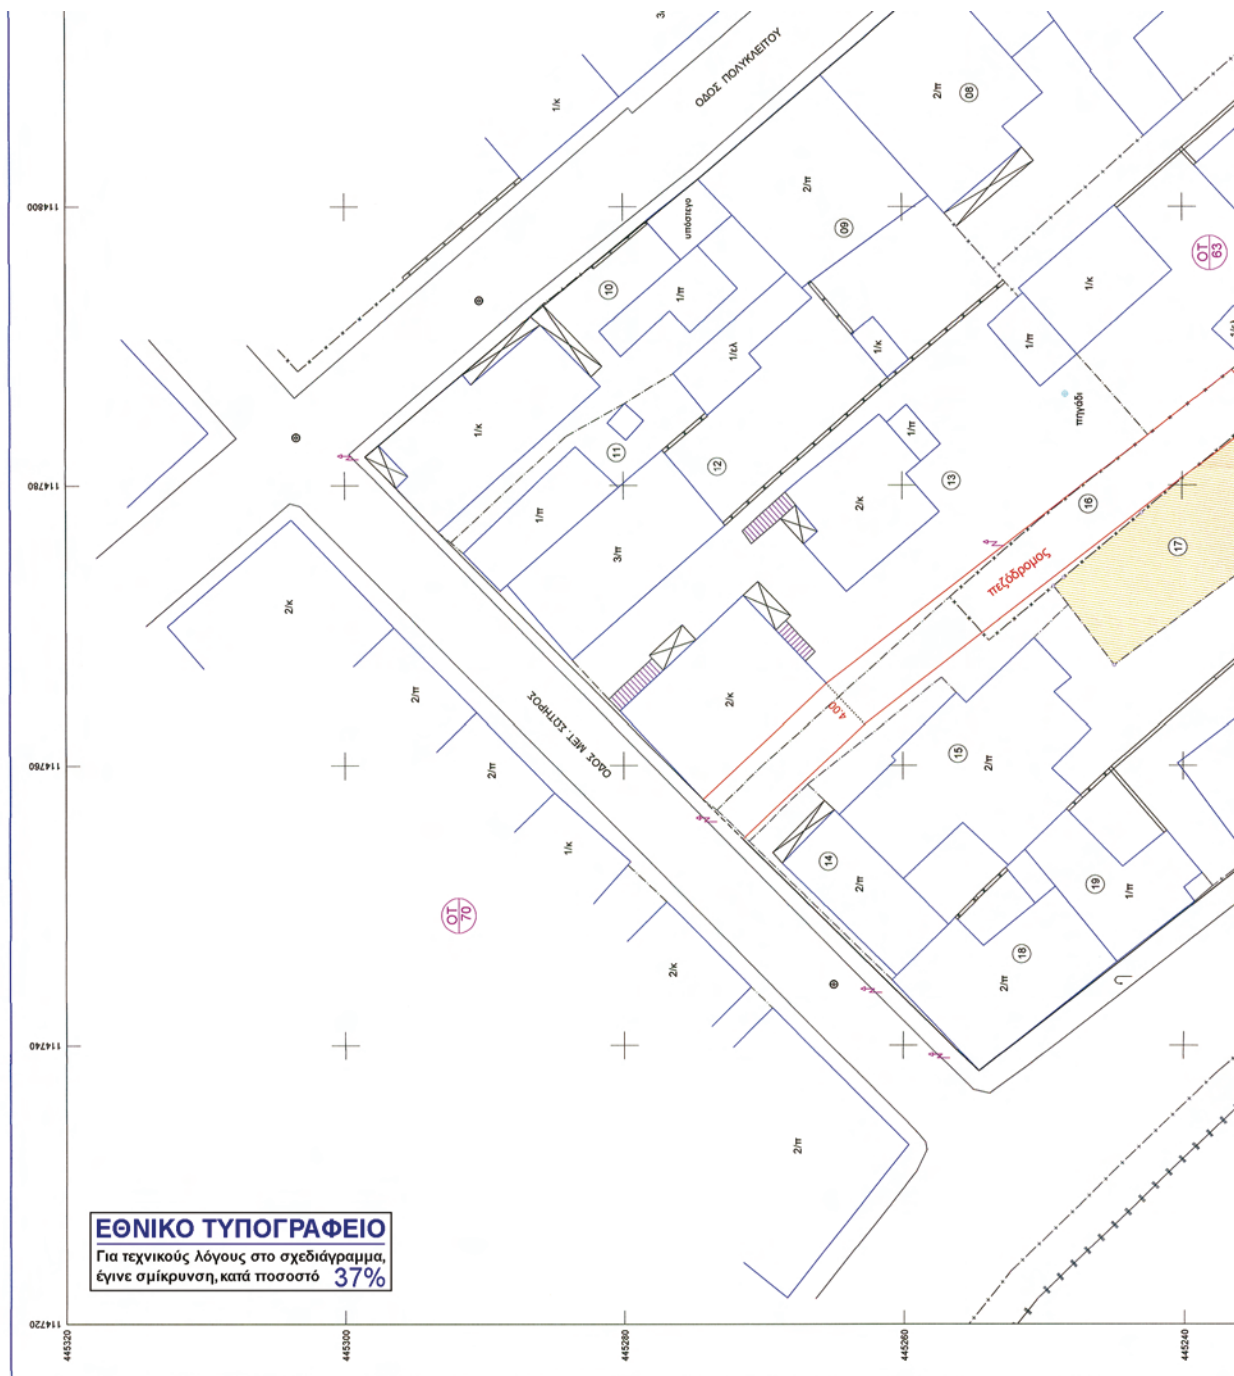 3/
1/κ
ΟΔΟΣ ΠΟΛΥΚΛΕΙΤΟΥ
2/π
08
114800
2/π
υπόστεγο
09
ΟΤ
63
10
1/π
1/κ
1/ελ
1/κ
1/π
πηγάδι
1/κ
11
1/π
12
13
114780
2/κ
16
1/π
3/π
17
πεζόδρομος
2/κ
2/π
2/κ
ΟΔΟΣ ΜΕΤ. ΣΩΤΗΡΟΣ
4.00
15
114760
2/π
2/π
1/κ
14
2/π
19
1/π
ΟΤ
70
18
2/κ
2/π
114740
2/π
ΕΘΝΙΚΟ ΤΥΠΟΓΡΑΦΕΙΟ
Για τεχνικούς λόγους στο σχεδιάγραμμα,
έγινε σμίκρυνση, κατά ποσοστό 37%
114720
445320
445300
445280
445260
445240